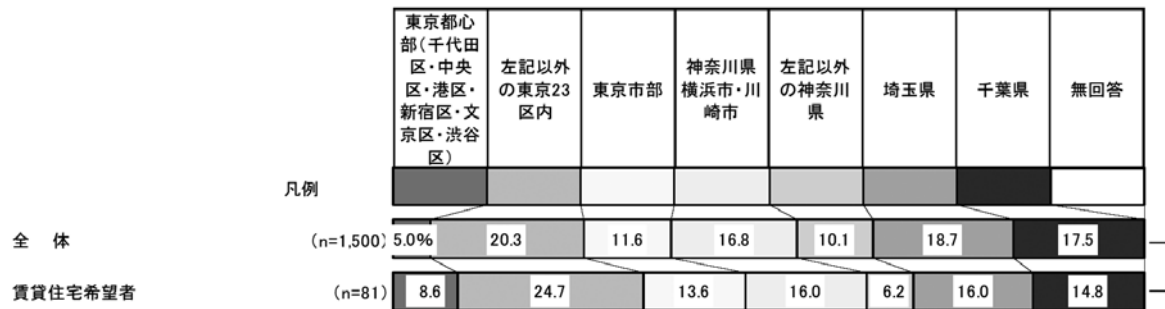 東京都心
部(千代田
区・中央
区・港区・
新宿区・文
京区・渋谷
区)
左記以外
の東京23
区内
東京市部
神奈川県
横浜市・川
崎市
左記以外
の神奈川
県
埼玉県
千葉県
無回答
凡例
全 体 (n=1,500) 5.0% 20.3 11.6 16.8 10.1 18.7 17.5
賃貸住宅希望者 (n=81) 8.6 24.7 13.6 16.0 6.2 16.0 14.8